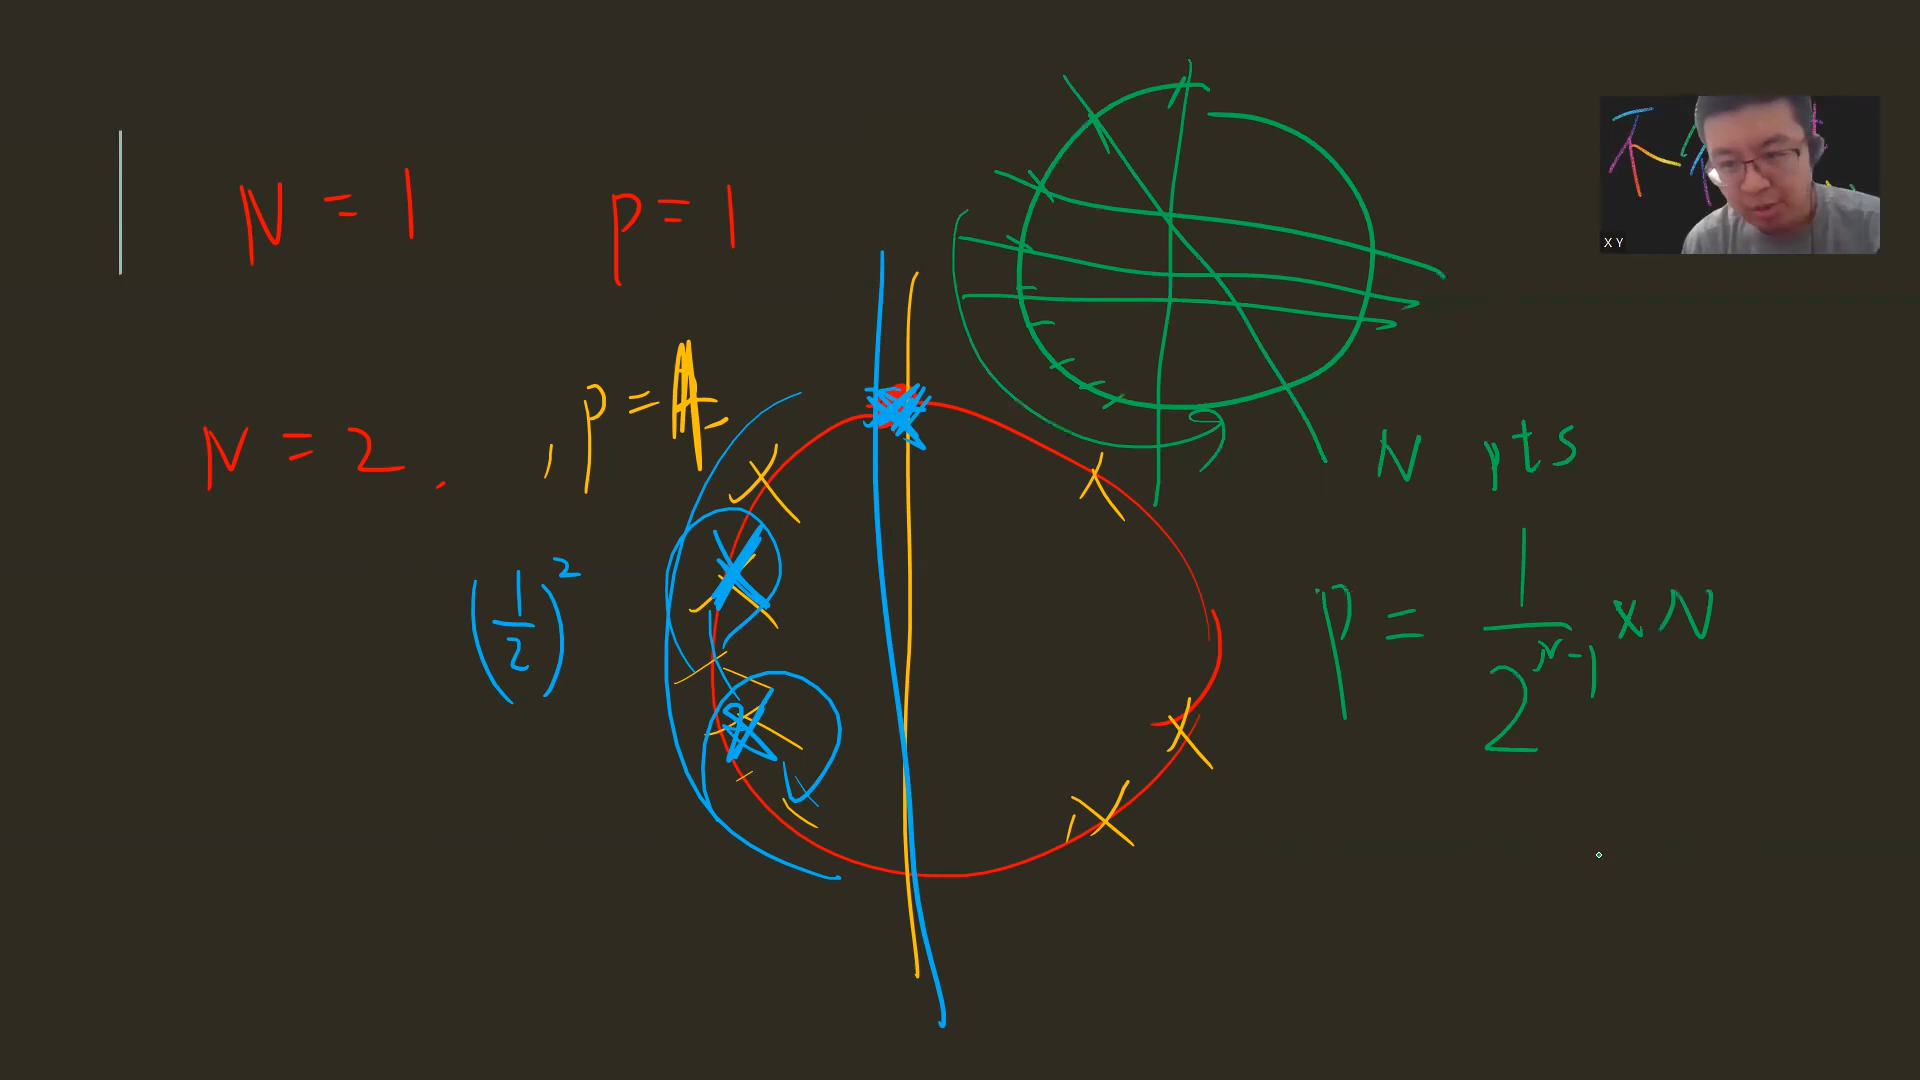 N = 1
P = 1
N = 2 .
, P =
(1/2)^2
N pts
P = 1/2^{N-1} × N
X Y